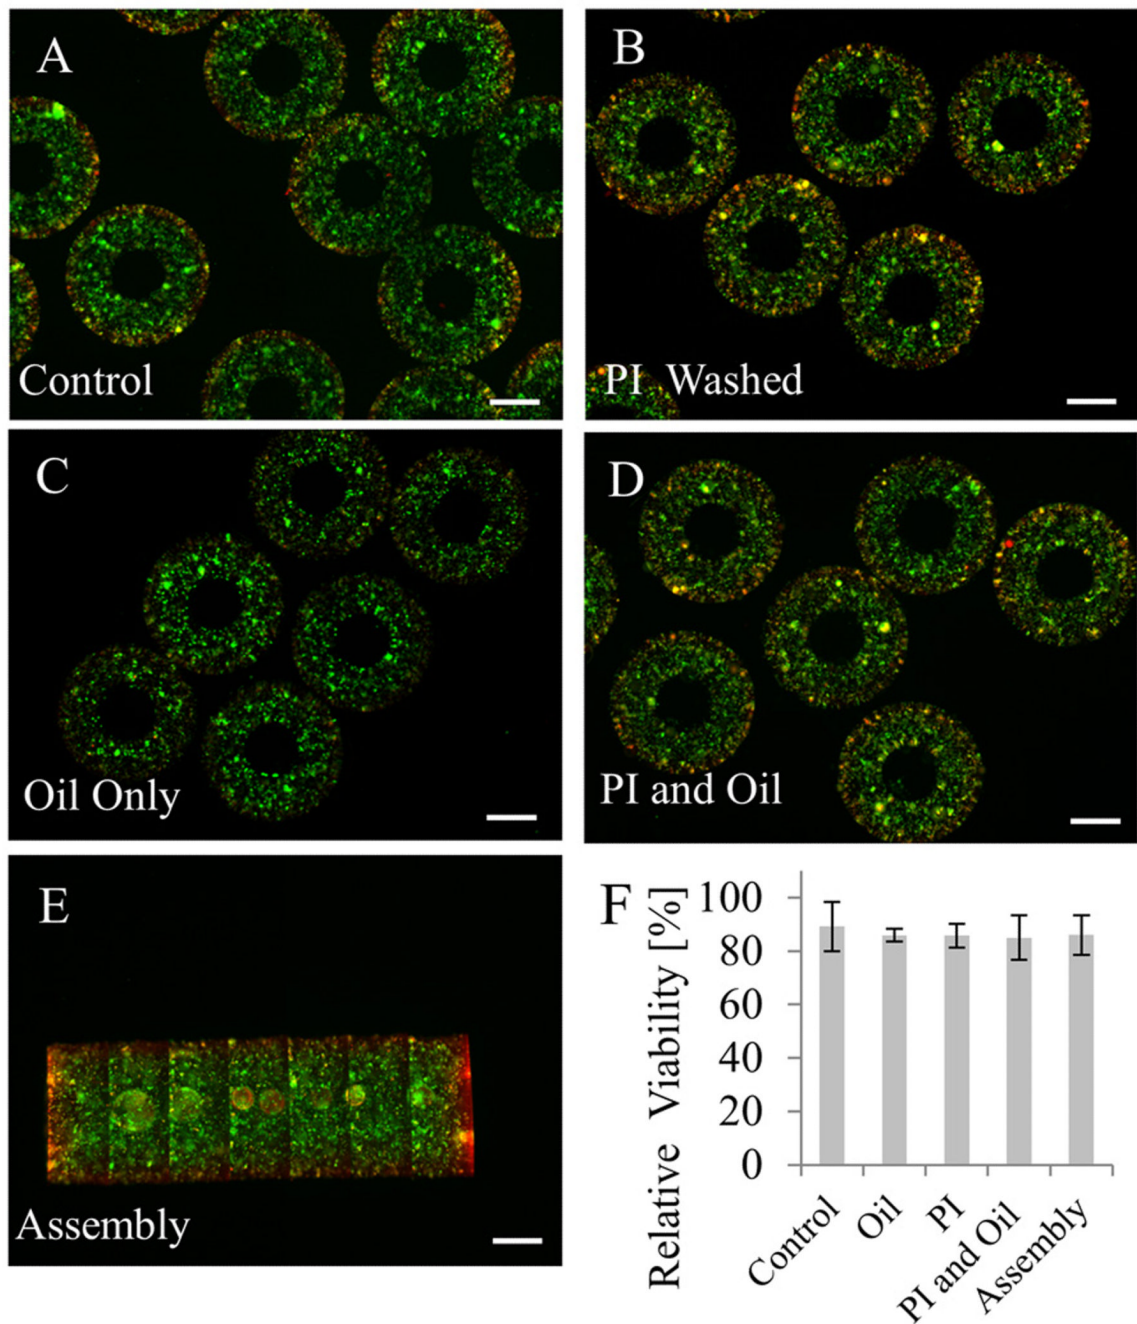 A
Control
B
PI Washed
C
Oil Only
D
PI and Oil
E
Assembly
F
Relative Viability [%]
100
80
60
40
20
0
Control
Oil
PI
PI and Oil
Assembly